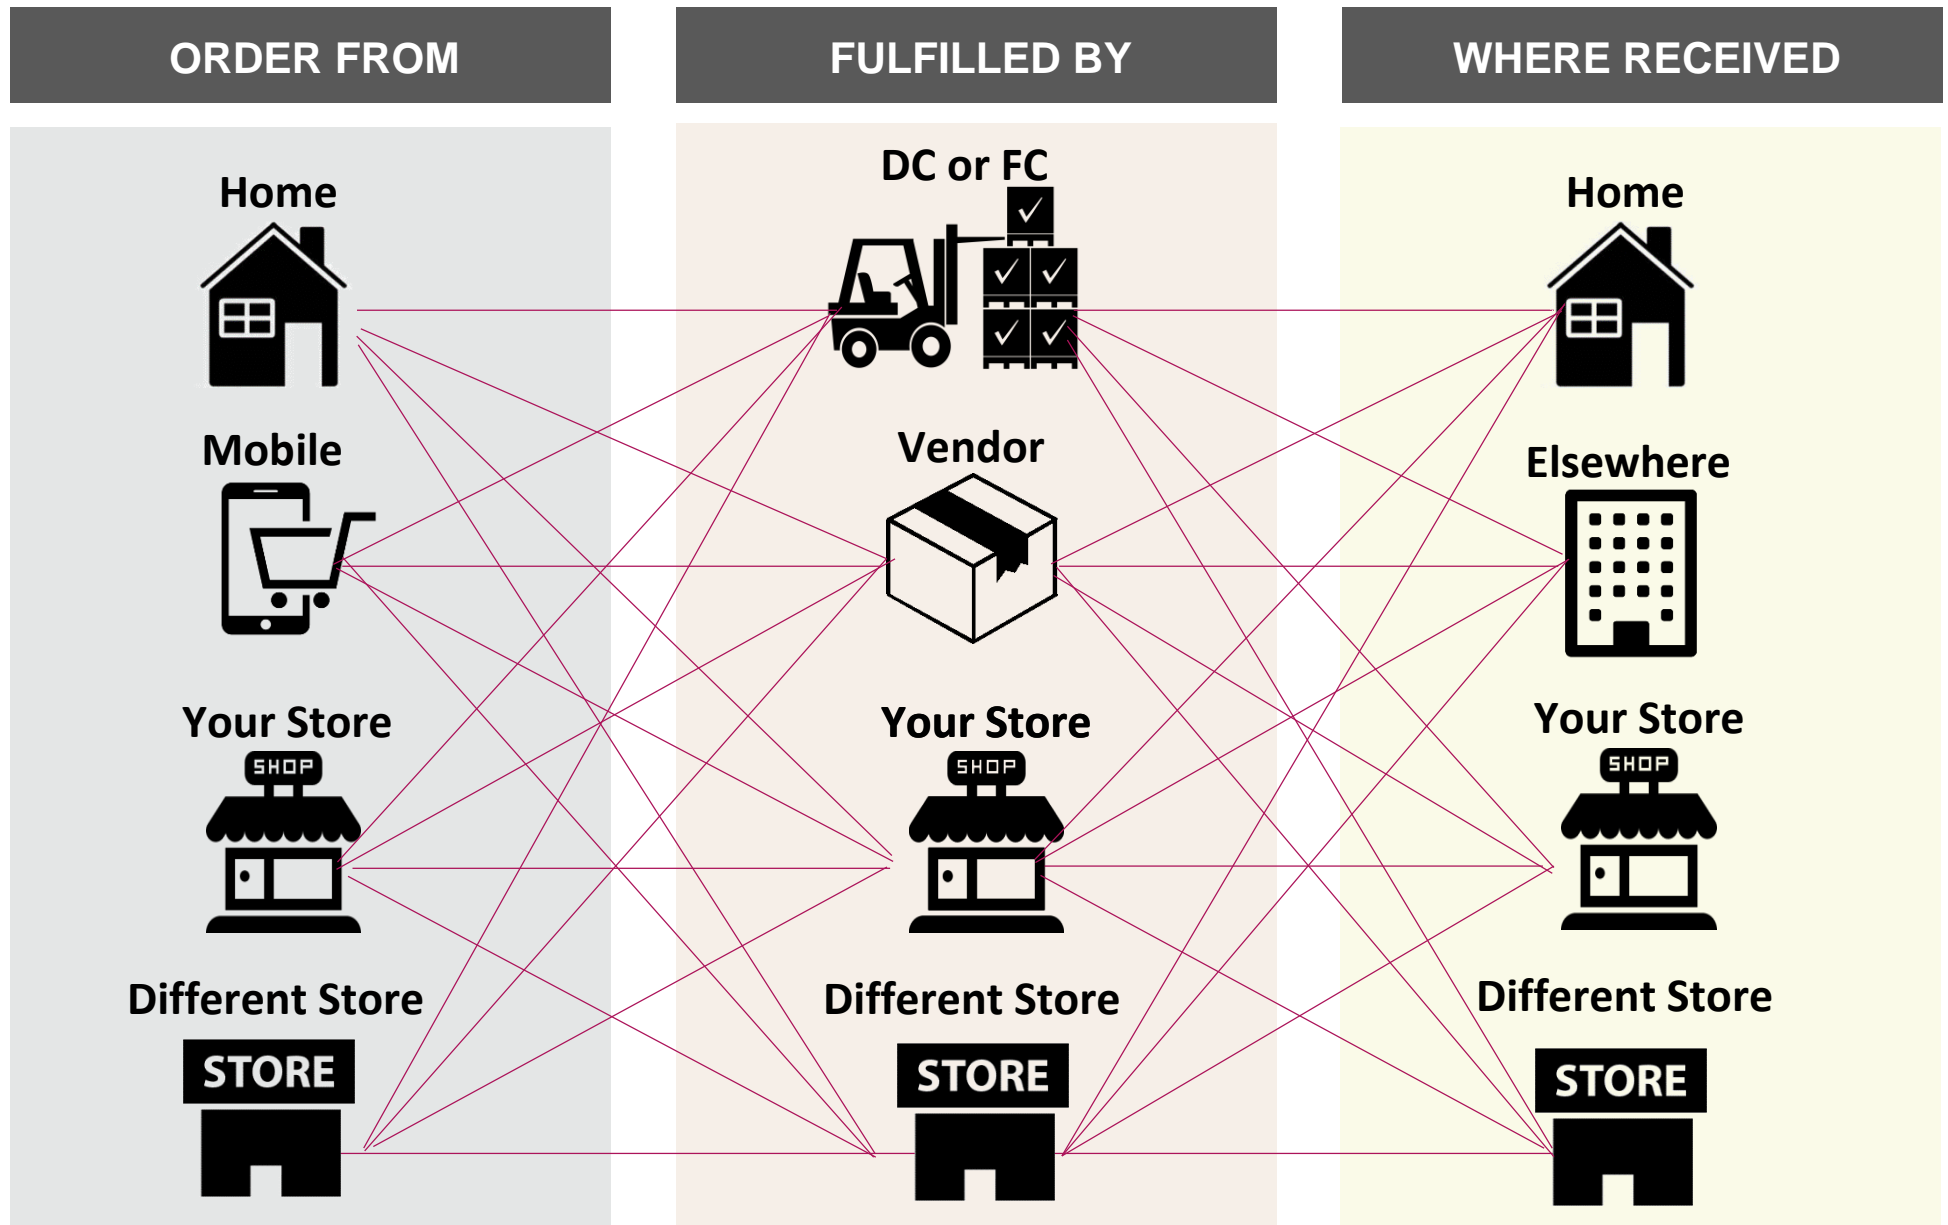 ORDER FROM
FULFILLED BY
WHERE RECEIVED
Home
Mobile
Your Store
SHOP
Different Store
STORE
DC or FC
Vendor
Your Store
SHOP
Different Store
STORE
Home
Elsewhere
Your Store
SHOP
Different Store
STORE